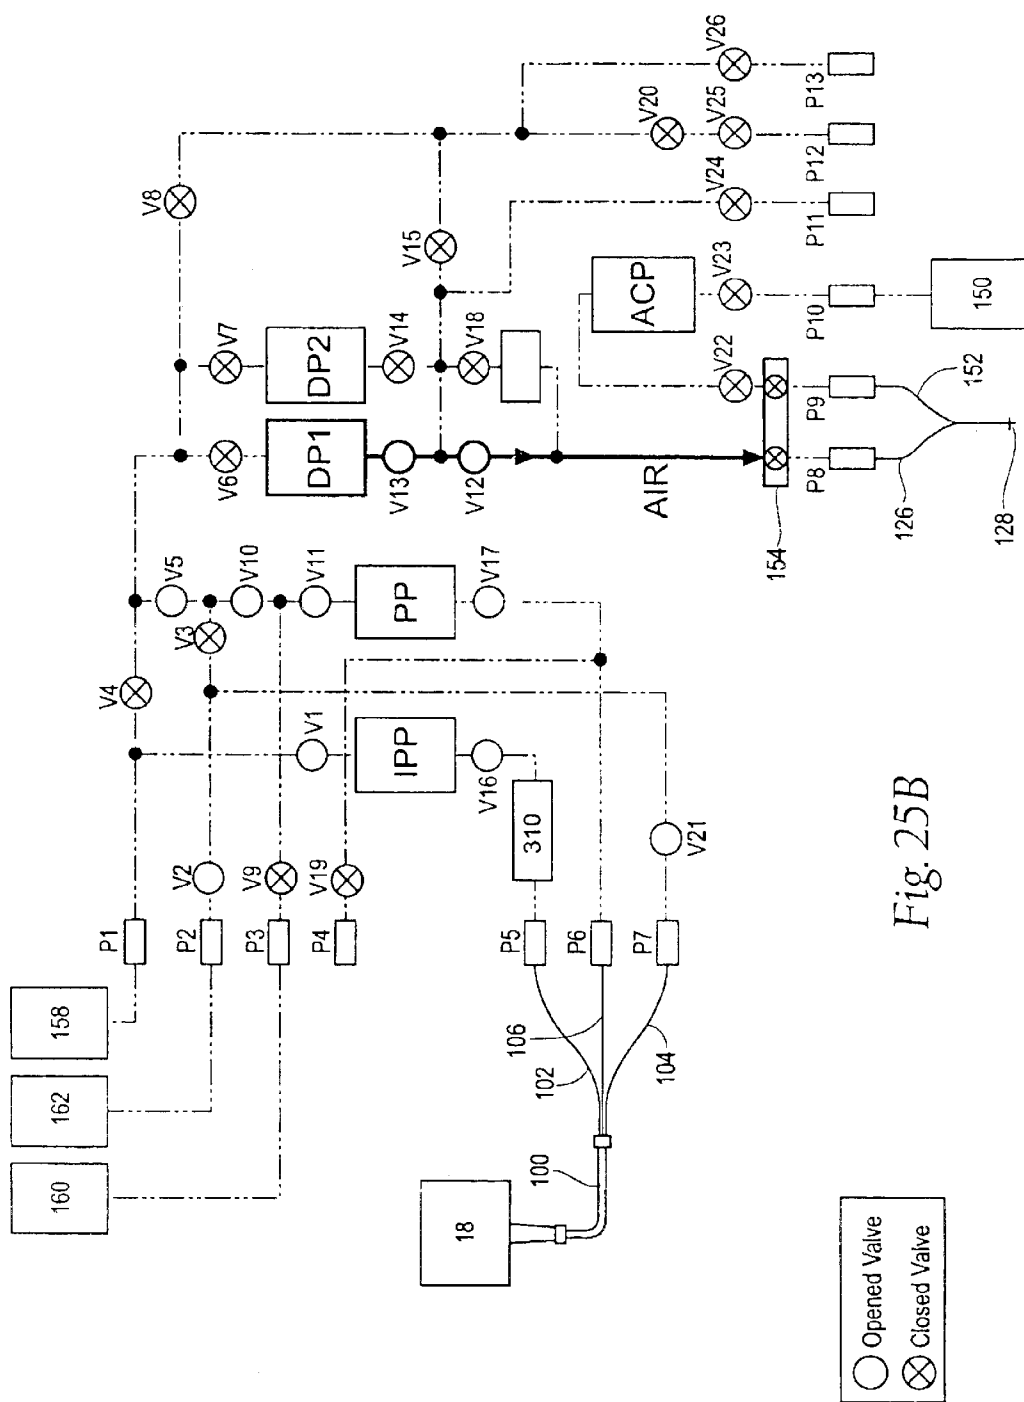 V26
V20
V25
P13
V8
V24
P12
P11
V15
V23
ACP
P10
150
V7
DP2
V14
V18
V22
P9
152
V6
DP1
V13
V12
AIR
P8
154
126
128
V5
V10
V11
V17
V3
PP
V4
V1
IPP
V16
310
V21
V2
V9
V19
P1
P2
P3
P4
P5
P6
P7
158
162
160
106
102
104
100
18
Opened Valve
Closed Valve
Fig. 25B